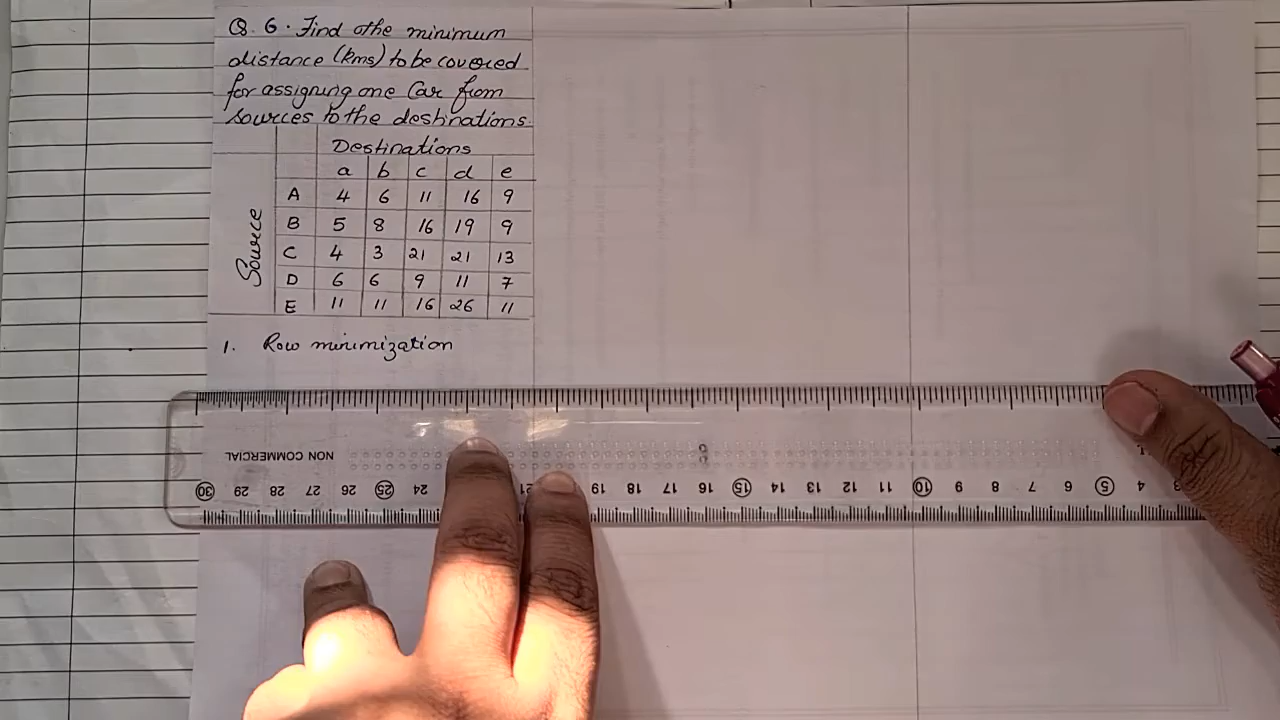 Q. 6. Find the minimum
distance (kms) to be covered
for assigning one Car from
sources to the destinations.
Destinations
a b c d e
Source
A 4 6 11 16 9
B 5 8 16 19 9
C 4 3 21 21 13
D 6 6 9 11 7
E 11 11 16 26 11
1. Row minimization
NON COMMERCIAL
30 29 28 27 26 25 24 21 19 18 17 16 15 14 13 12 11 10 9 8 7 6 5 4